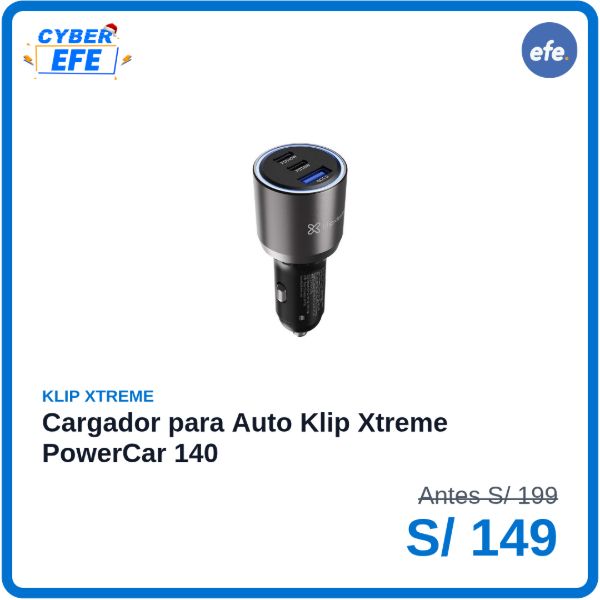 CYBER
EFE
efe.
KLIP XTREME
Cargador para Auto Klip Xtreme
PowerCar 140
Antes S/ 199
S/ 149